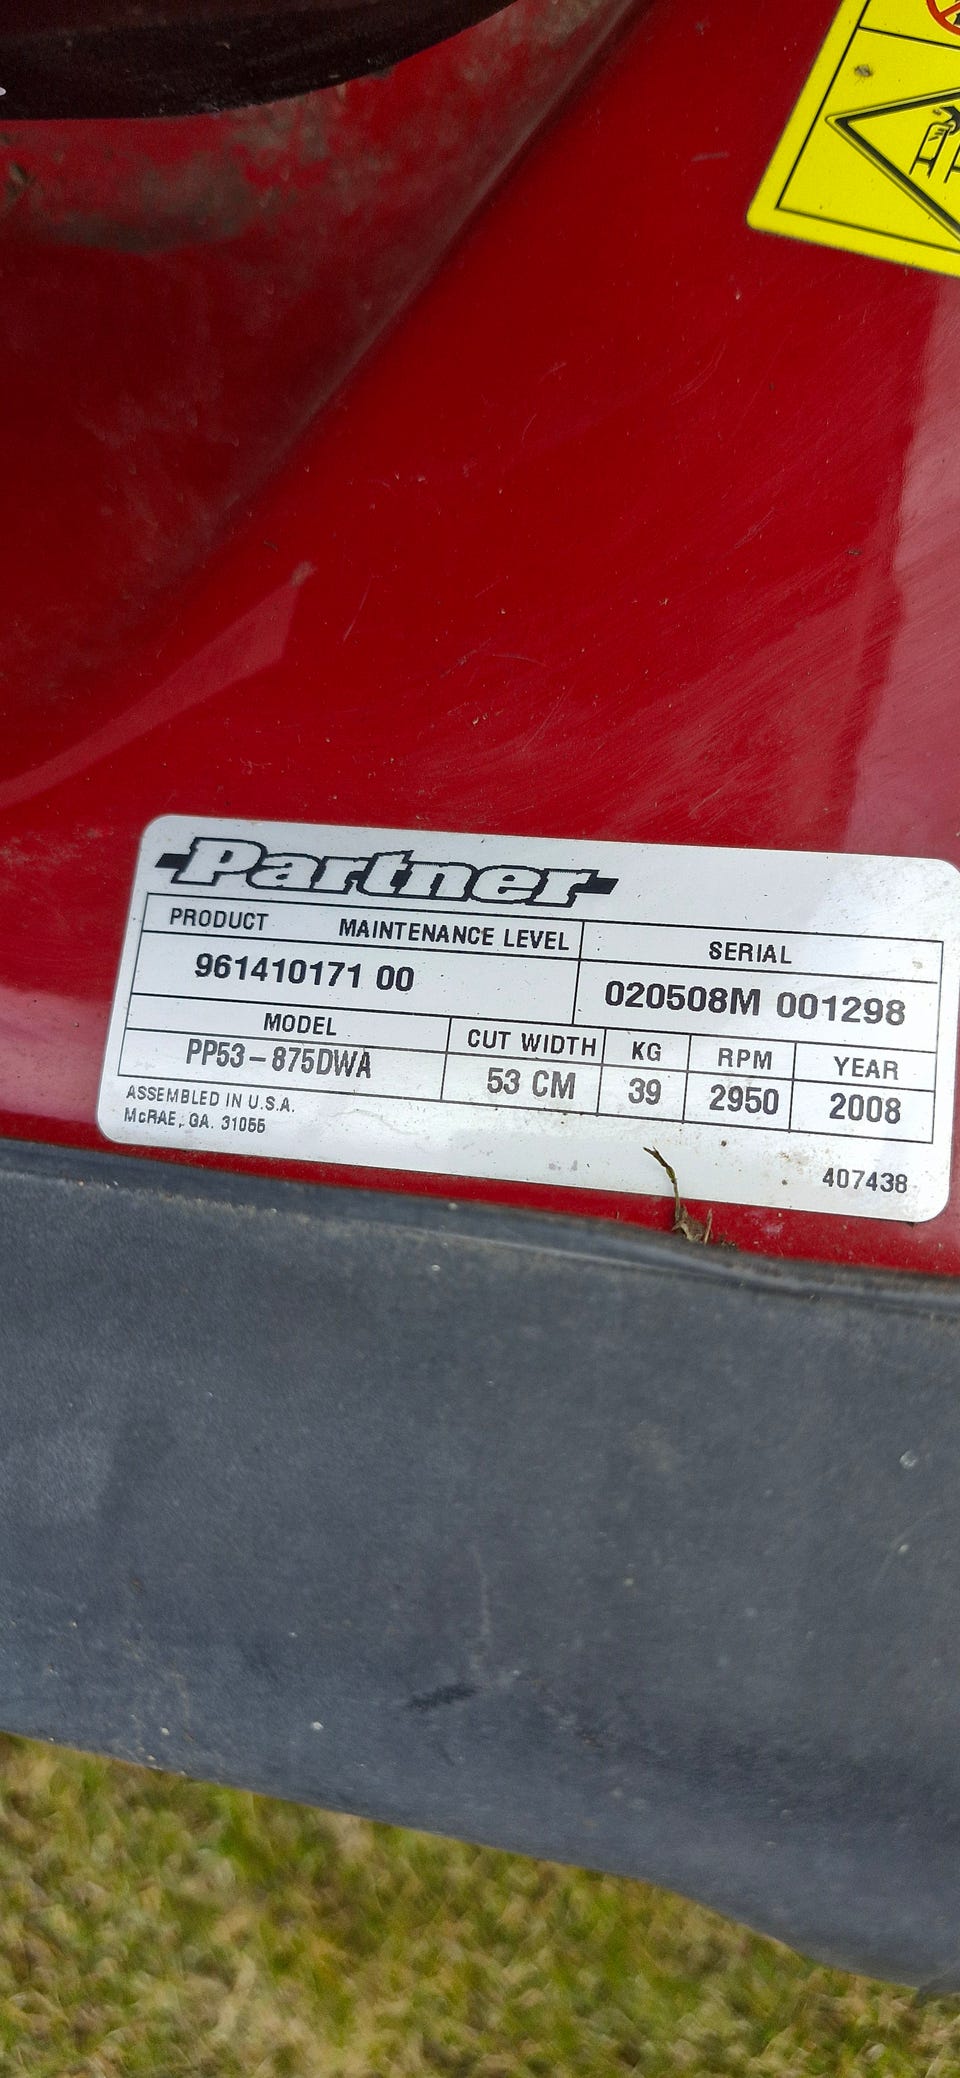 Partner
PRODUCT MAINTENANCE LEVEL SERIAL
961410171 00 020508M 001298
MODEL CUT WIDTH KG RPM YEAR
PP53-875DWA 53 CM 39 2950 2008
ASSEMBLED IN U.S.A.
McRAE, GA. 31055
407438